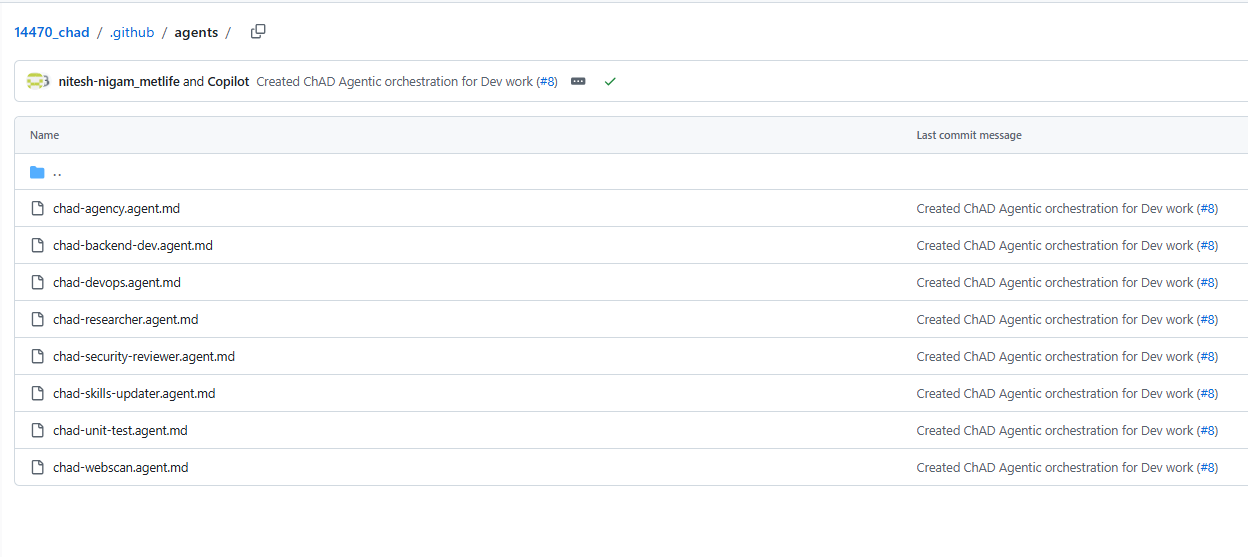 14470_chad / .github / agents /
nitesh-nigam_metlife and Copilot Created ChAD Agentic orchestration for Dev work (#8)
Name Last commit message
..
chad-agency.agent.md Created ChAD Agentic orchestration for Dev work (#8)
chad-backend-dev.agent.md Created ChAD Agentic orchestration for Dev work (#8)
chad-devops.agent.md Created ChAD Agentic orchestration for Dev work (#8)
chad-researcher.agent.md Created ChAD Agentic orchestration for Dev work (#8)
chad-security-reviewer.agent.md Created ChAD Agentic orchestration for Dev work (#8)
chad-skills-updater.agent.md Created ChAD Agentic orchestration for Dev work (#8)
chad-unit-test.agent.md Created ChAD Agentic orchestration for Dev work (#8)
chad-webscan.agent.md Created ChAD Agentic orchestration for Dev work (#8)